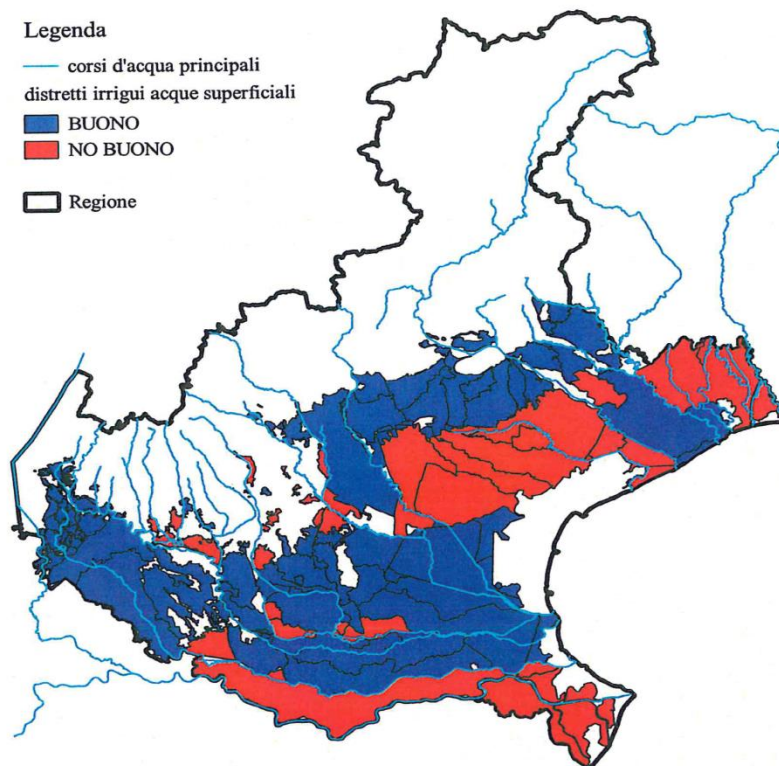 Legenda
corsi d'acqua principali
distretti irrigui acque superficiali
BUONO
NO BUONO
Regione